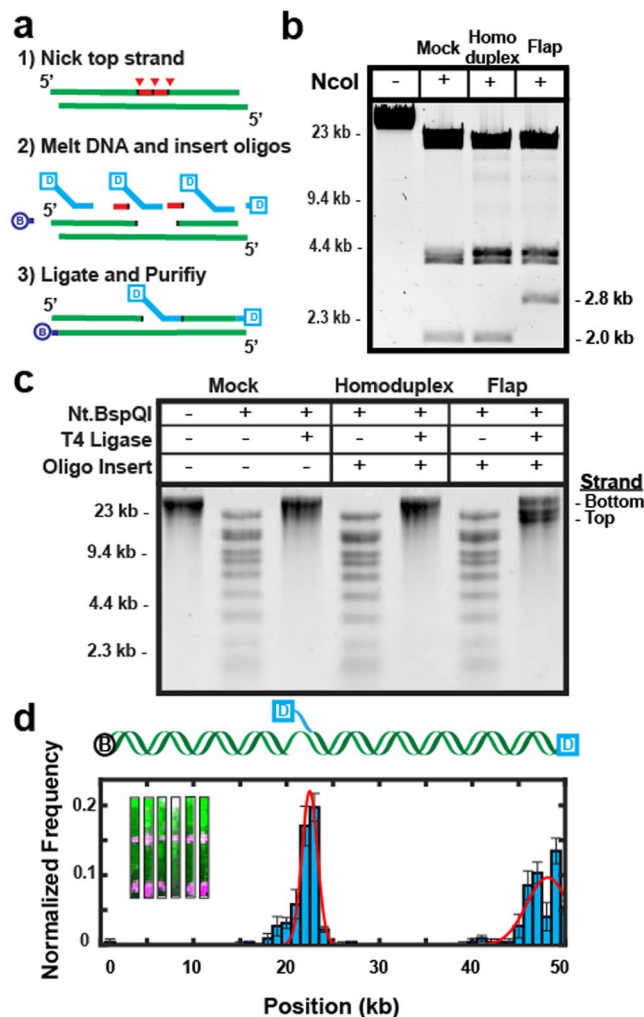 a
1) Nick top strand
5’
5’
2) Melt DNA and insert oligos
D D D D
B
5’
5’
3) Ligate and Purifiy
D
5’
D
B
5’
b
Mock Homo duplex Flap
NcoI - + + +
23 kb -
9.4 kb -
4.4 kb -
2.3 kb -
- 2.8 kb
- 2.0 kb
c
Mock Homoduplex Flap
Nt.BspQI - + + + + + +
T4 Ligase - - + - + - +
Oligo Insert - - - + + + +
Strand
- Bottom
- Top
23 kb -
9.4 kb -
4.4 kb -
2.3 kb -
d
D
B D
Normalized Frequency
0.2
0.1
0
0 10 20 30 40 50
Position (kb)